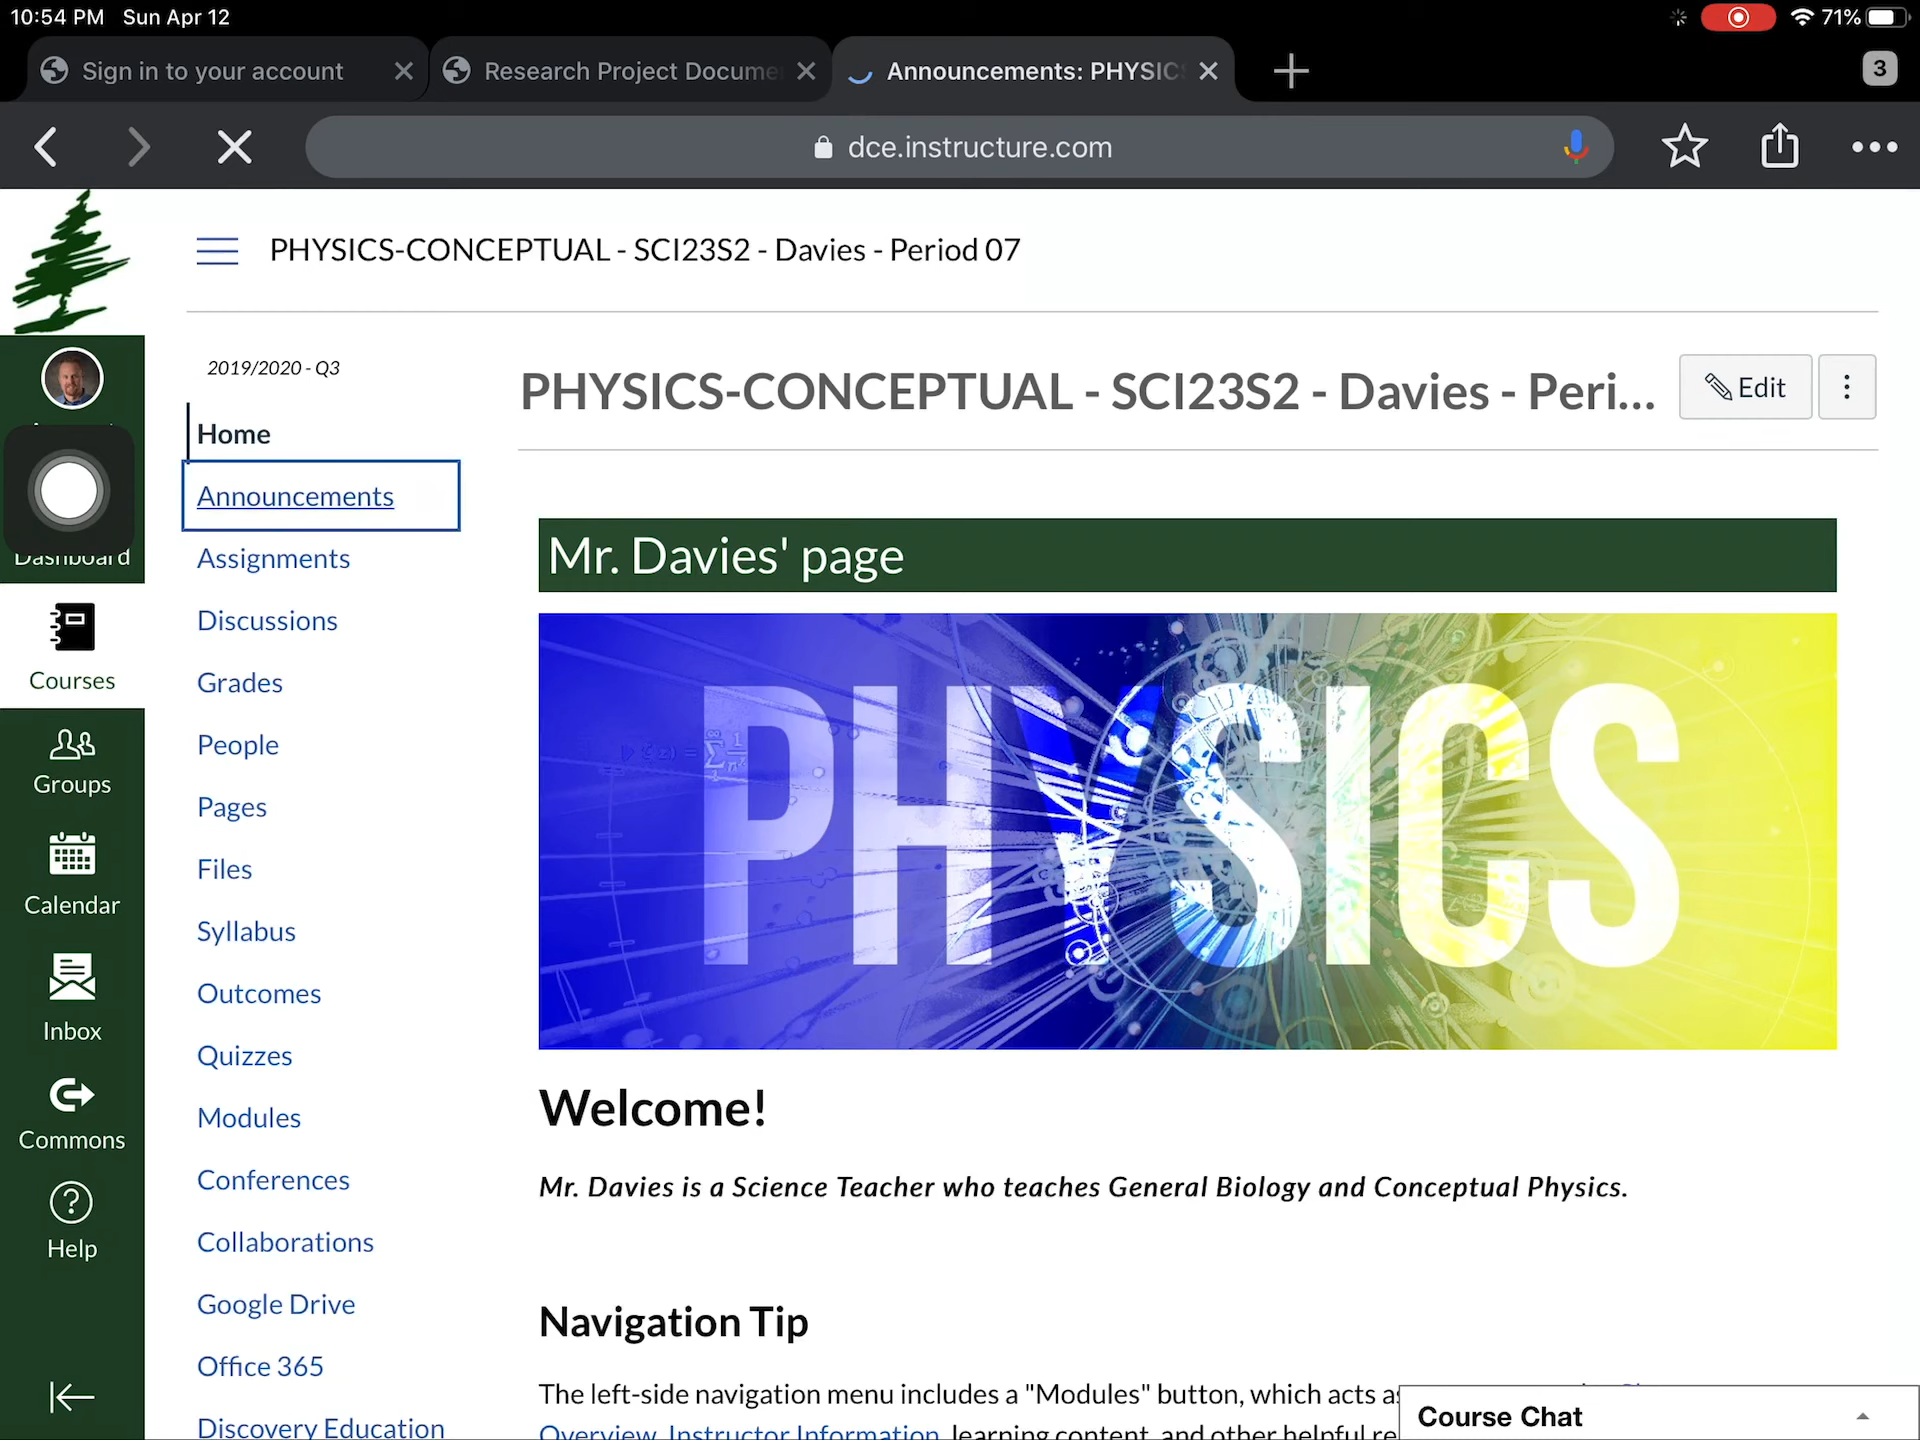 10:54 PM Sun Apr 12
71%
Sign in to your account
Research Project Docume
Announcements: PHYSIC
3
dce.instructure.com
PHYSICS-CONCEPTUAL - SCI23S2 - Davies - Period 07
2019/2020 - Q3
PHYSICS-CONCEPTUAL - SCI23S2 - Davies - Peri...
Edit
Home
Announcements
Assignments
Discussions
Grades
People
Pages
Files
Syllabus
Outcomes
Quizzes
Modules
Conferences
Collaborations
Google Drive
Office 365
Discovery Education
Dashboard
Courses
Groups
Calendar
Inbox
Commons
Help
Mr. Davies' page
PHYSICS
Welcome!
Mr. Davies is a Science Teacher who teaches General Biology and Conceptual Physics.
Navigation Tip
The left-side navigation menu includes a "Modules" button, which acts as
Overview, Instructor Information, learning content, and other helpful re
Course Chat